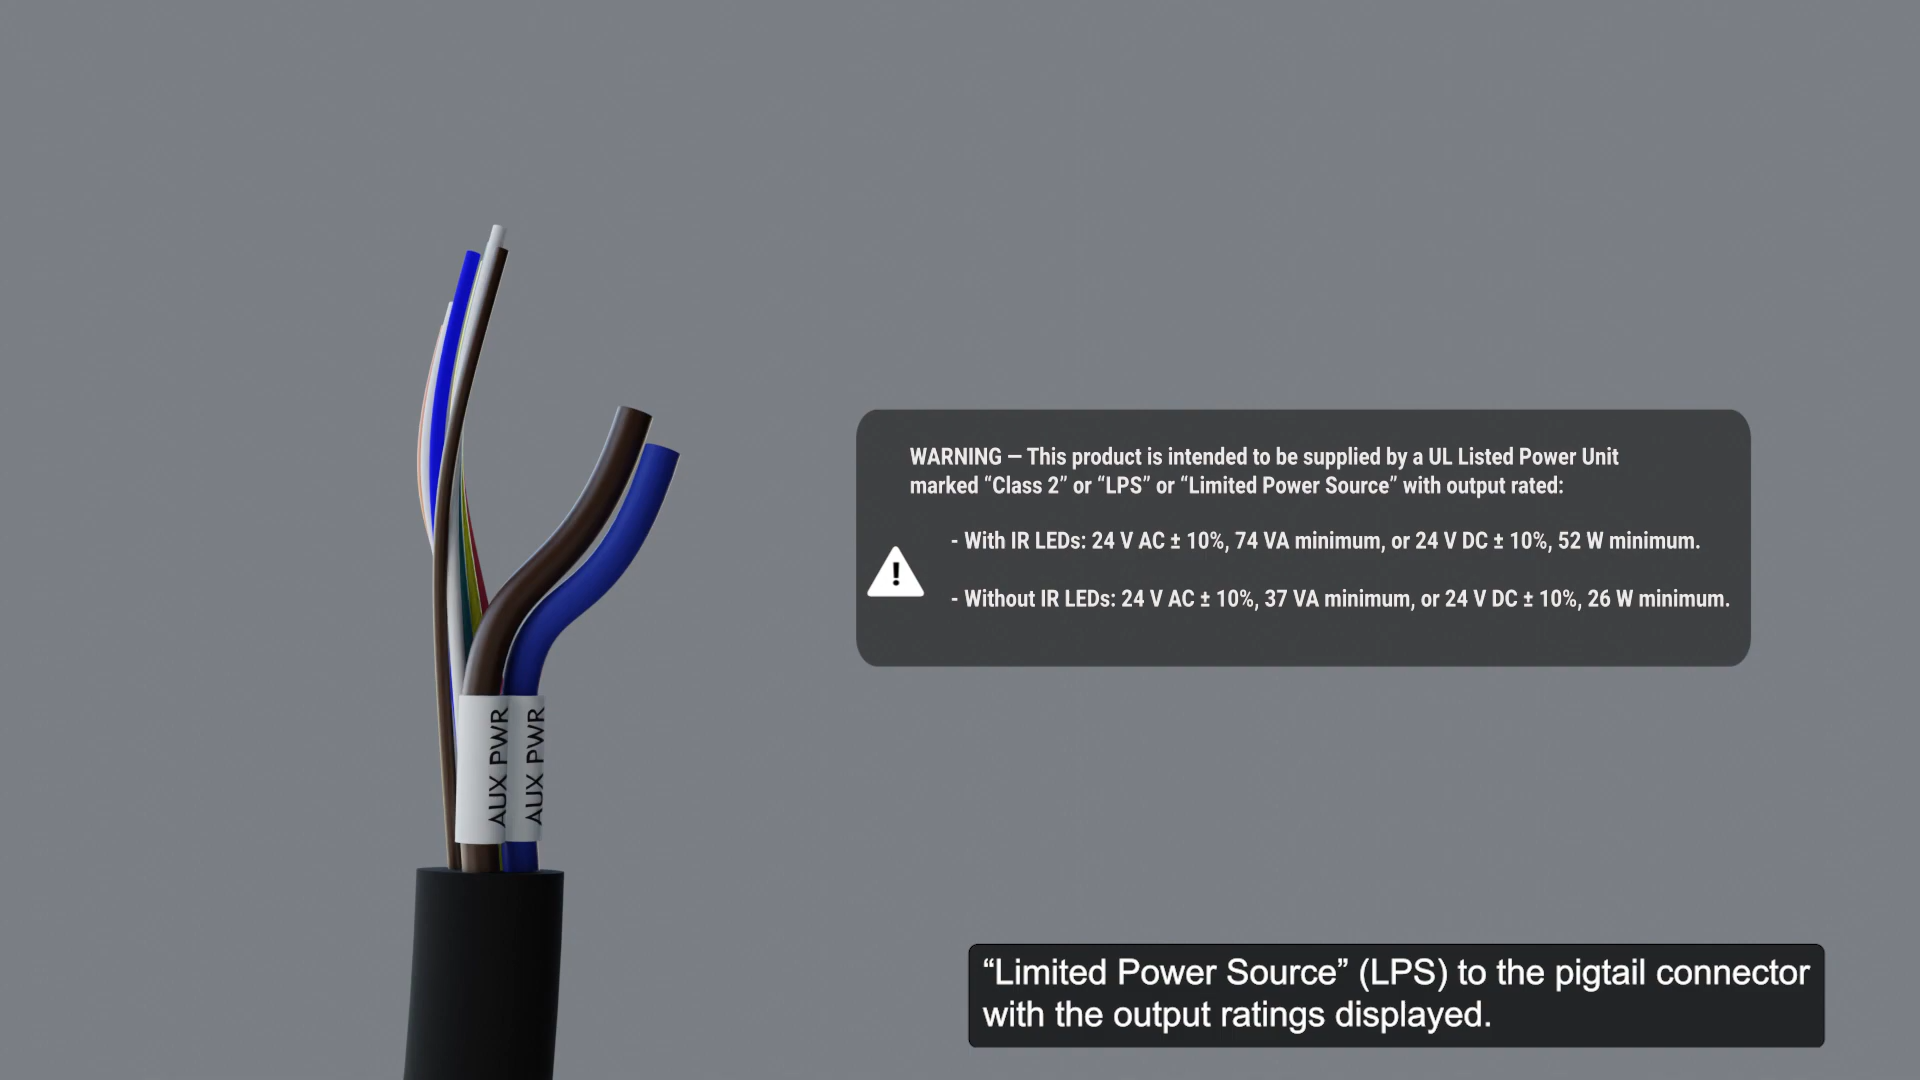 WARNING – This product is intended to be supplied by a UL Listed Power Unit
marked “Class 2” or “LPS” or “Limited Power Source” with output rated:
- With IR LEDs: 24 V AC ± 10%, 74 VA minimum, or 24 V DC ± 10%, 52 W minimum.
- Without IR LEDs: 24 V AC ± 10%, 37 VA minimum, or 24 V DC ± 10%, 26 W minimum.
AUX PWR
AUX PWR
“Limited Power Source” (LPS) to the pigtail connector
with the output ratings displayed.